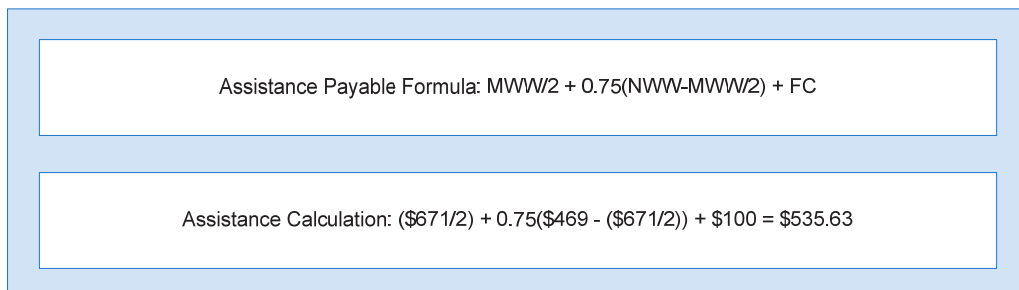 Assistance Payable Formula: MWW/2 + 0.75(NWW-MWW/2) + FC
Assistance Calculation: ($671/2) + 0.75($469 - ($671/2)) + $100 = $535.63